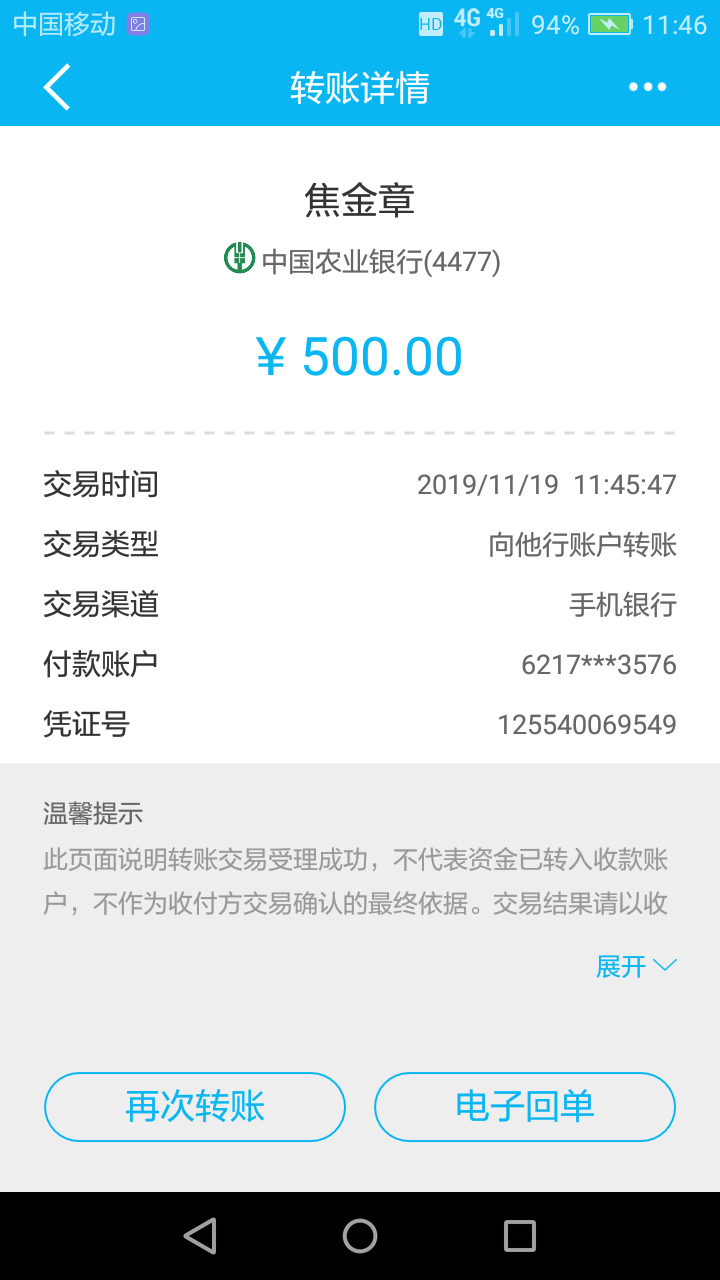 中国移动 HD 4G 4G 94% 11:46
转账详情
焦金章
中国农业银行(4477)
¥ 500.00
交易时间 2019/11/19 11:45:47
交易类型 向他行账户转账
交易渠道 手机银行
付款账户 6217***3576
凭证号 125540069549
温馨提示
此页面说明转账交易受理成功，不代表资金已转入收款账
户，不作为收付方交易确认的最终依据。交易结果请以收
展开
再次转账 电子回单